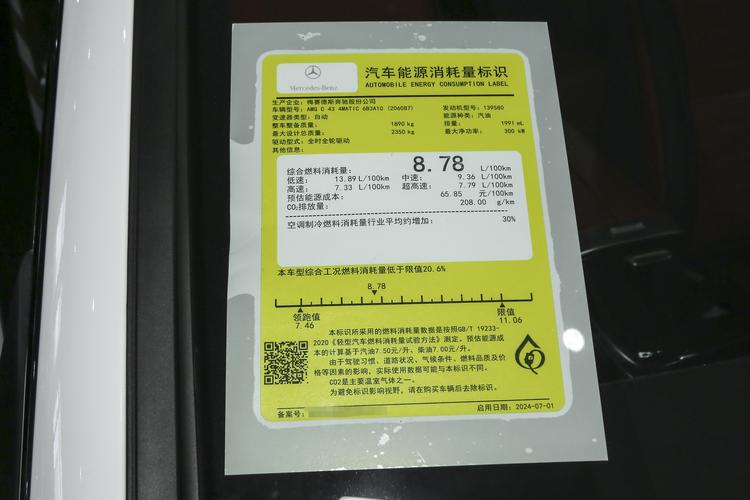 Mercedes-Benz
汽车能源消耗量标识
AUTOMOBILE ENERGY CONSUMPTION LABEL
生产企业: 梅赛德斯奔驰股份公司
车辆型号: AMG C 43 4MATIC 6B3A10 (206087) 发动机型号: 139580
变速器类型: 自动 能源种类: 汽油
整车整备质量: 1890 kg 排量: 1991 mL
最大设计总质量: 2350 kg 最大净功率: 300 kW
驱动型式: 全时全轮驱动
其他信息:
综合燃料消耗量: 8.78 L/100km
低速: 13.89 L/100km 中速: 9.36 L/100km
高速: 7.33 L/100km 超高速: 7.79 L/100km
预估能源成本: 65.85 元/100km
CO₂排放量: 208.00 g/km
空调制冷燃料消耗量行业平均约增加: 30%
本车型综合工况燃料消耗量低于限值20.6%
8.78
领跑值 限值
7.46 11.06
本标识所采用的燃料消耗量数据是按照GB/T 19233-
2020《轻型汽车燃料消耗量试验方法》测定。预估能源成
本的计算基于汽油7.50元/升、柴油7.00元/升。
由于驾驶习惯、道路状况、气候条件、燃料品质及价
格等因素的影响，实际使用数据可能与本标识不同。
CO2是主要温室气体之一。
为避免标识影响视野，请在购买车辆后去除标识。
备案号: 启用日期: 2024-07-01